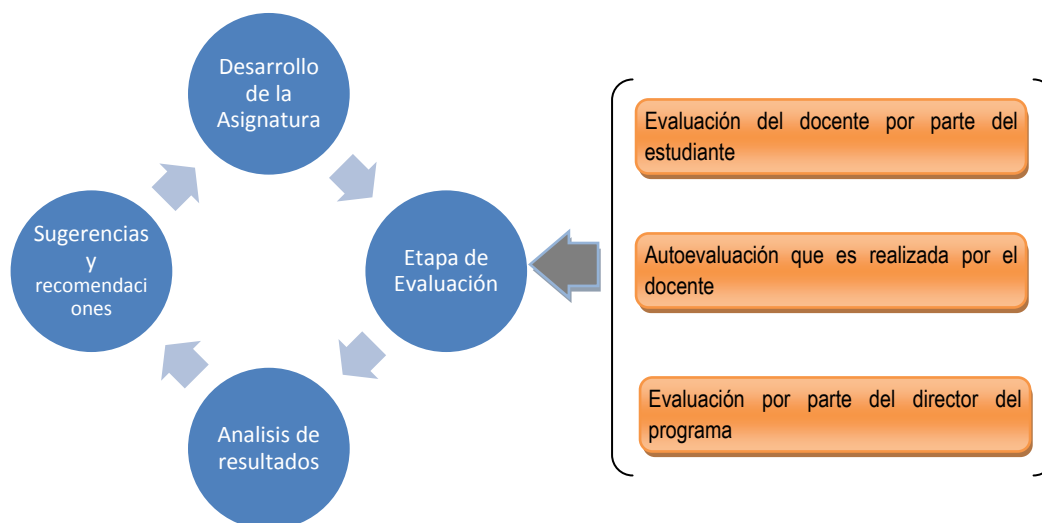 Desarrollo
de la
Asignatura
Etapa de
Evaluación
Analisis de
resultados
Sugerencias
y
recomendaci
ones
Evaluación del docente por parte del
estudiante
Autoevaluación que es realizada por el
docente
Evaluación por parte del director del
programa